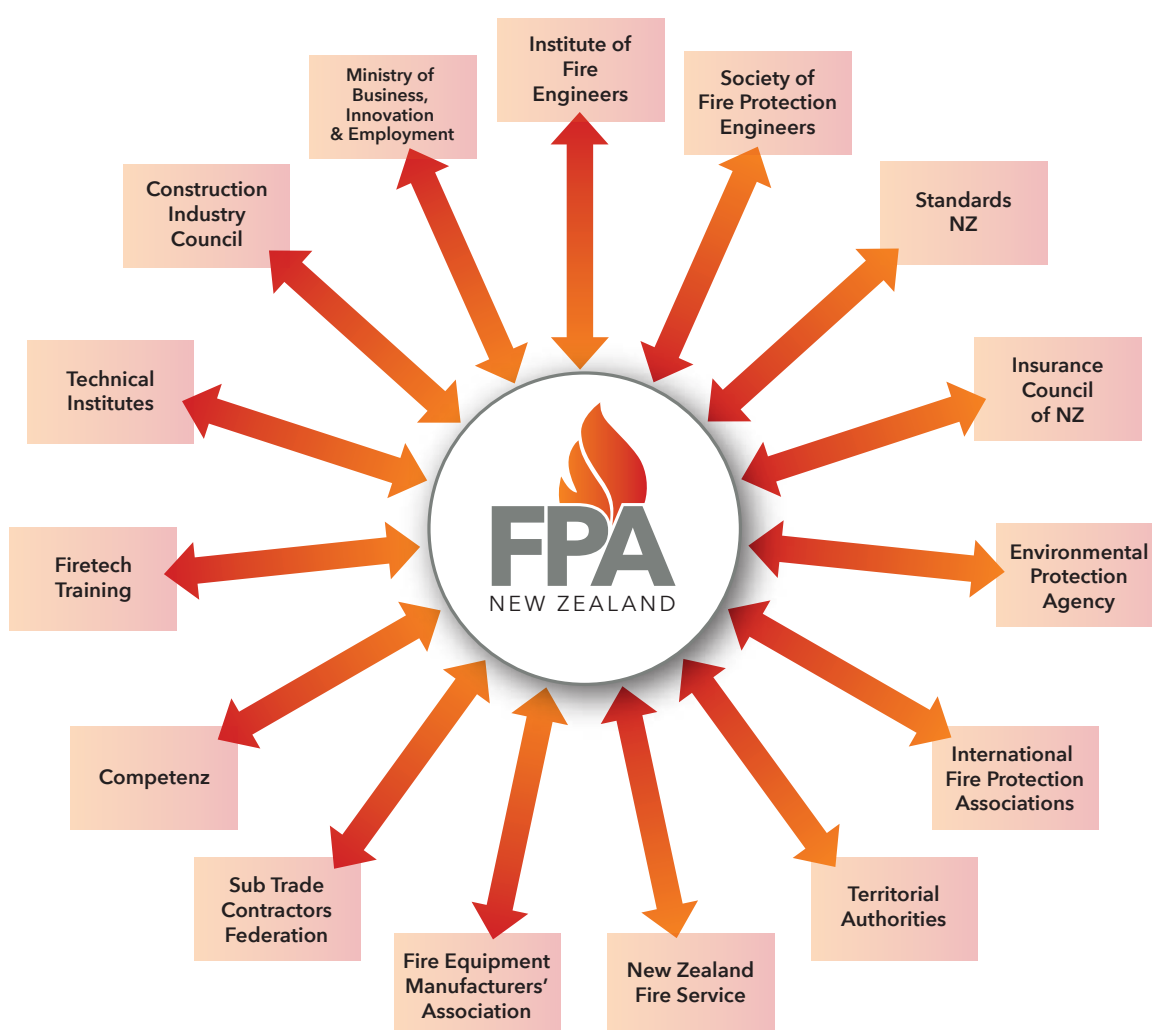 Institute of
Fire
Engineers
Society of
Fire Protection
Engineers
Standards
NZ
Insurance
Council
of NZ
Environmental
Protection
Agency
International
Fire Protection
Associations
Territorial
Authorities
New Zealand
Fire Service
Fire Equipment
Manufacturers’
Association
Sub Trade
Contractors
Federation
Competenz
Firetech
Training
Technical
Institutes
Construction
Industry
Council
Ministry of
Business,
Innovation
& Employment
FPA
NEW ZEALAND